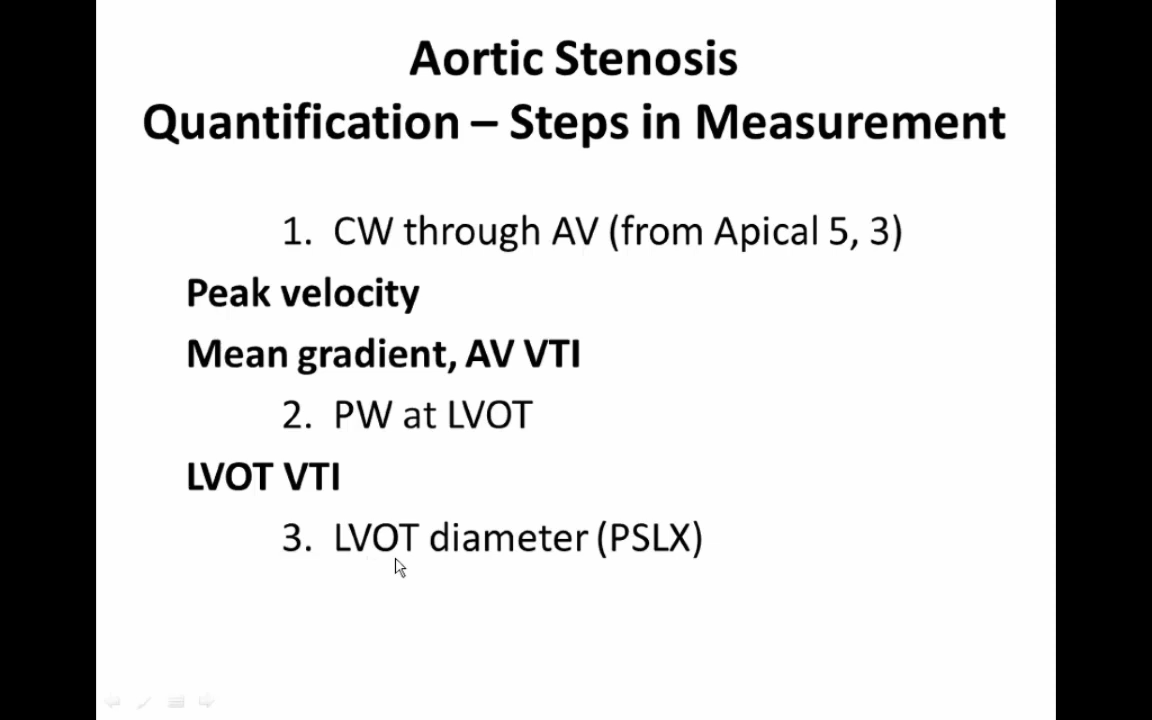 Aortic Stenosis
Quantification – Steps in Measurement
1. CW through AV (from Apical 5, 3)
Peak velocity
Mean gradient, AV VTI
2. PW at LVOT
LVOT VTI
3. LVOT diameter (PSLX)